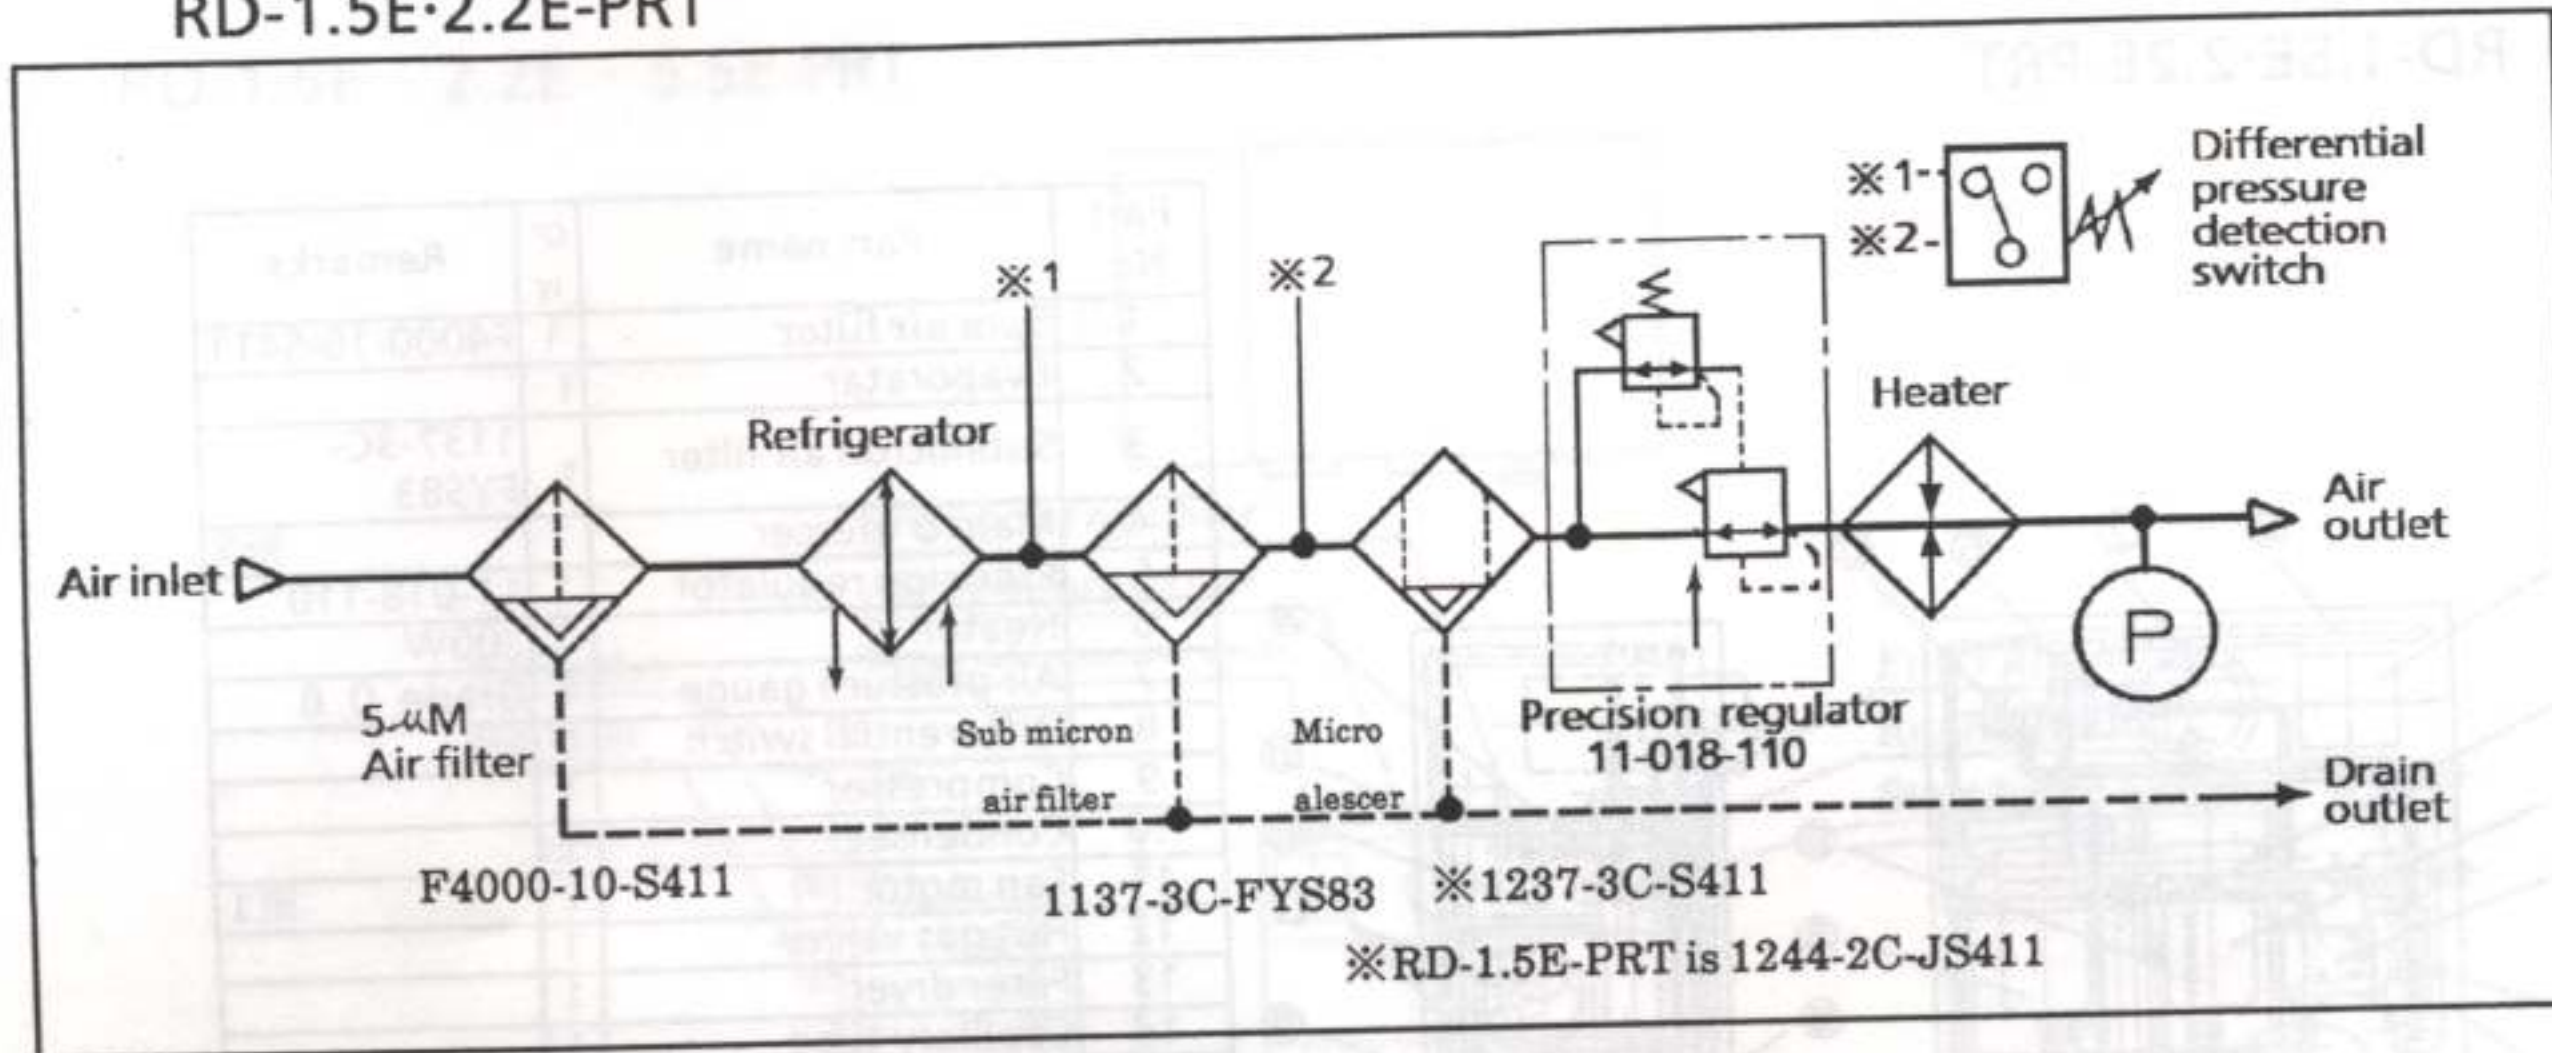 RD-1.5E·2.2E-PRT
※1-
※2-
Differential
pressure
detection
switch
※1
※2
Refrigerator
Heater
Air inlet
Air
outlet
P
5μM
Air filter
Sub micron
air filter
Micro
alescer
Precision regulator
11-018-110
Drain
outlet
F4000-10-S411
1137-3C-FYS83
※1237-3C-S411
※RD-1.5E-PRT is 1244-2C-JS411